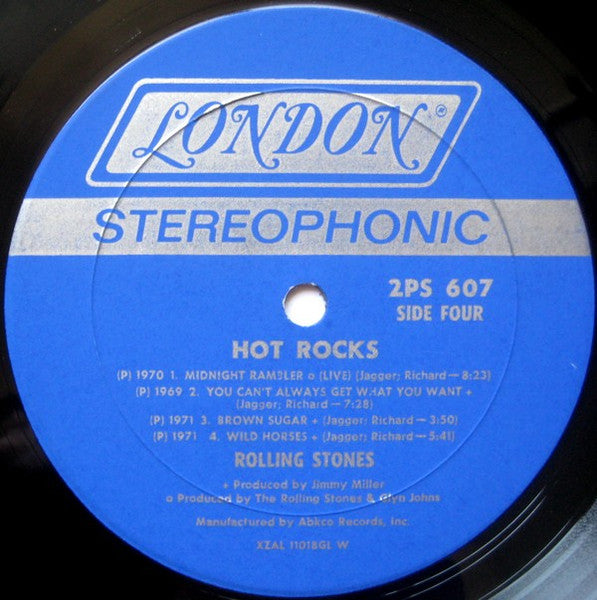 LONDON®
STEREOPHONIC
2PS 607
SIDE FOUR
HOT ROCKS
(P) 1970 1. MIDNIGHT RAMBLER o (LIVE) (Jagger; Richard—8:23)
(P) 1969 2. YOU CAN'T ALWAYS GET WHAT YOU WANT +
(Jagger; Richard—7:28)
(P) 1971 3. BROWN SUGAR + (Jagger; Richard—3:50)
(P) 1971 4. WILD HORSES + (Jagger; Richard—5:41)
ROLLING STONES
+ Produced by Jimmy Miller
o Produced by The Rolling Stones & Glyn Johns
Manufactured by Abkco Records, Inc.
XZAL 11018GL W